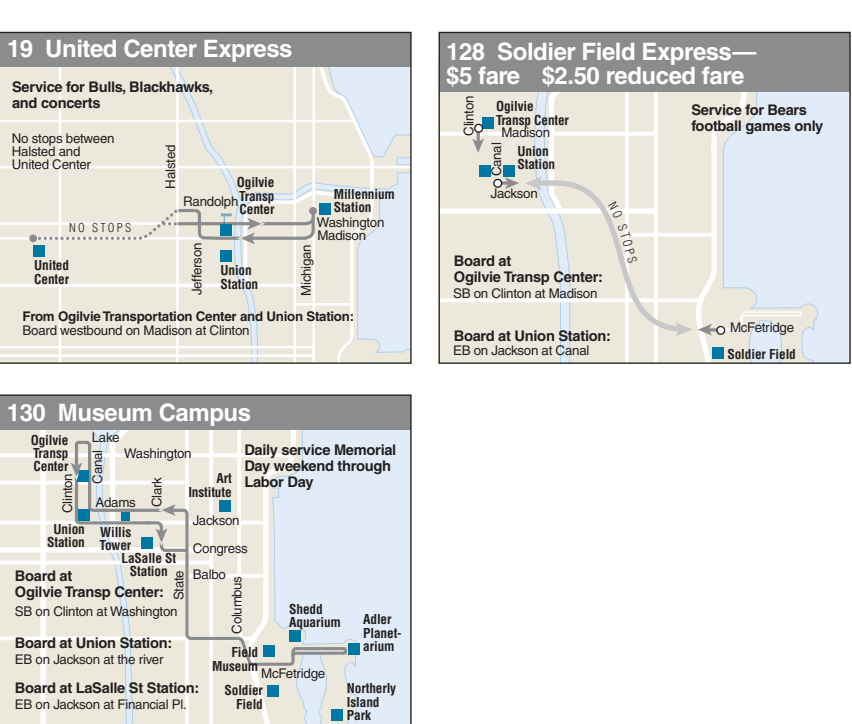 19 United Center Express
Service for Bulls, Blackhawks,
and concerts
No stops between
Halsted and
United Center
Halsted
Randolph
Ogilvie
Transp
Center
Millennium
Station
Washington
Madison
NO STOPS
United
Center
Jefferson
Union
Station
Michigan
From Ogilvie Transportation Center and Union Station:
Board westbound on Madison at Clinton
128 Soldier Field Express—
$5 fare $2.50 reduced fare
Clinton
Ogilvie
Transp Center
Madison
Service for Bears
football games only
Canal
Union
Station
Jackson
NO STOPS
Board at
Ogilvie Transp Center:
SB on Clinton at Madison
Board at Union Station:
EB on Jackson at Canal
McFetridge
Soldier Field
130 Museum Campus
Ogilvie
Transp
Center
Lake
Canal
Washington
Daily service Memorial
Day weekend through
Labor Day
Clinton
Adams
Clark
Art
Institute
Jackson
Union
Station
Willis
Tower
LaSalle St
Station
Congress
State
Balbo
Columbus
Board at
Ogilvie Transp Center:
SB on Clinton at Washington
Board at Union Station:
EB on Jackson at the river
Board at LaSalle St Station:
EB on Jackson at Financial Pl.
Shedd
Aquarium
Adler
Planet-
arium
Field
Museum
McFetridge
Soldier
Field
Northerly
Island
Park